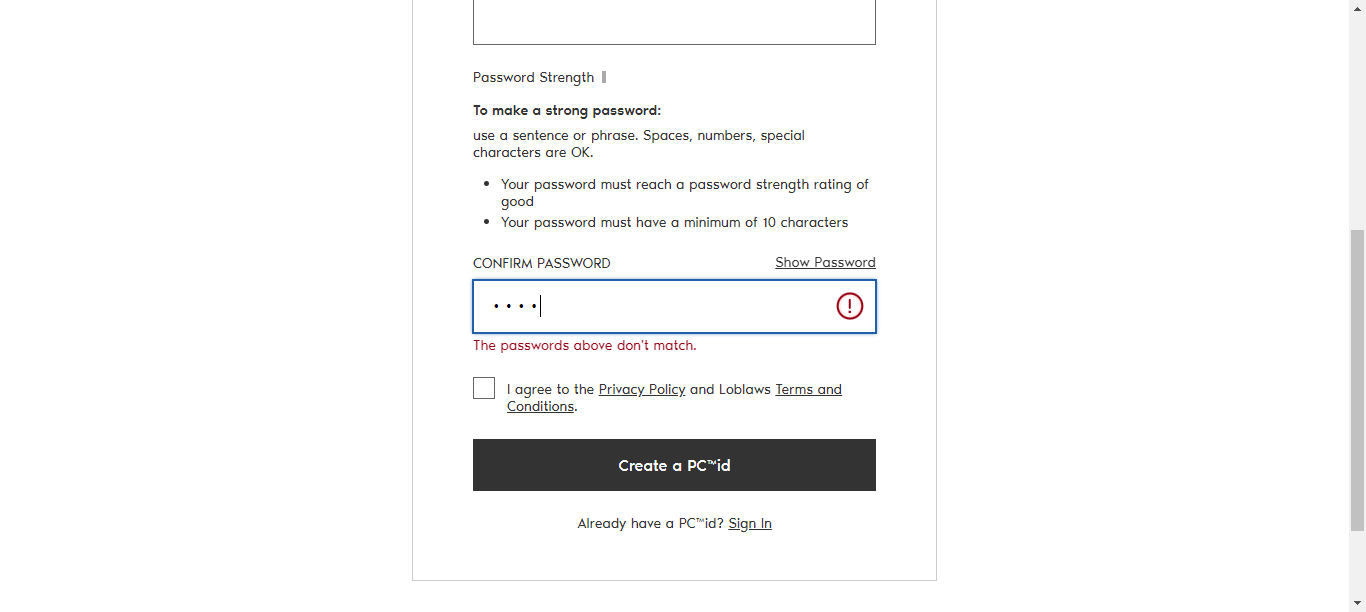 Password Strength
To make a strong password:
use a sentence or phrase. Spaces, numbers, special
characters are OK.
• Your password must reach a password strength rating of
good
• Your password must have a minimum of 10 characters
CONFIRM PASSWORD Show Password
The passwords above don't match.
I agree to the Privacy Policy and Loblaws Terms and
Conditions.
Create a PC™id
Already have a PC™id? Sign In